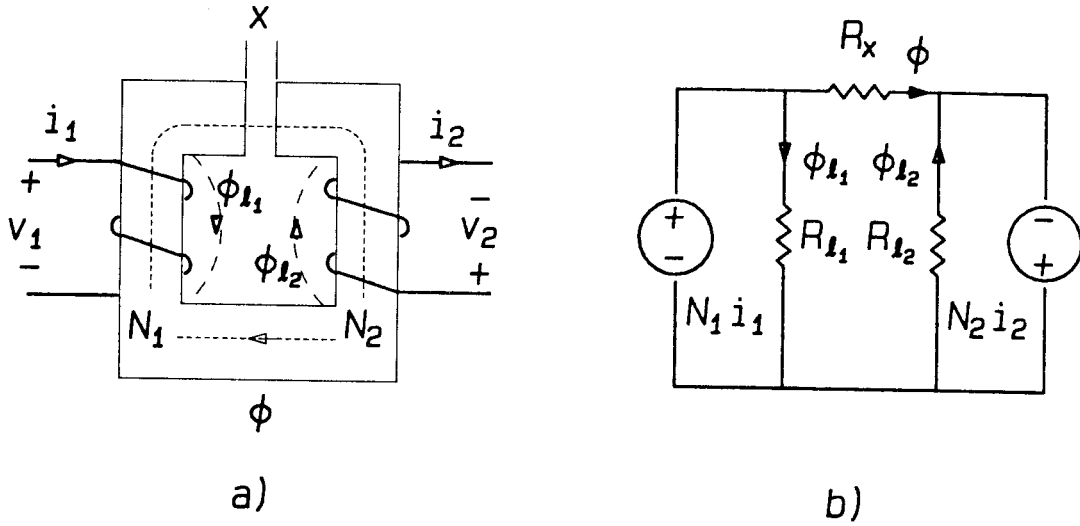 x
i₁
i₂
+
ϕℓ₁
−
v₁
v₂
−
ϕℓ₂
+
N₁
N₂
ϕ
a)
Rₓ
ϕ
ϕℓ₁
ϕℓ₂
+
−
−
+
Rℓ₁
Rℓ₂
N₁i₁
N₂i₂
b)